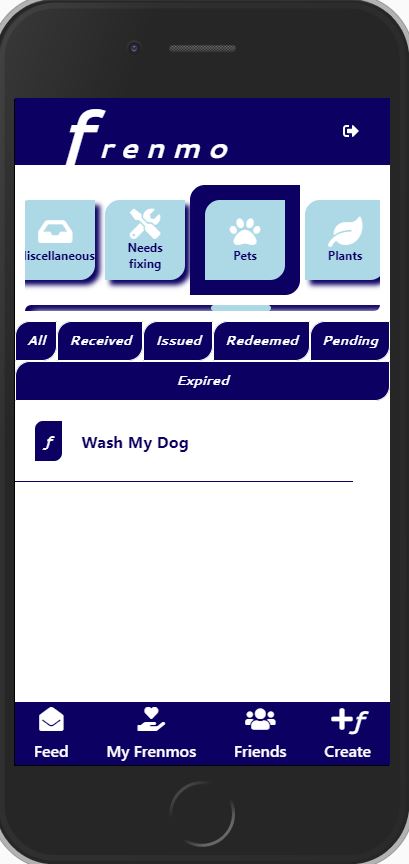 frenmo
iscellaneous
Needs
fixing
Pets
Plants
All Received Issued Redeemed Pending
Expired
f Wash My Dog
f
Feed My Frenmos Friends Create